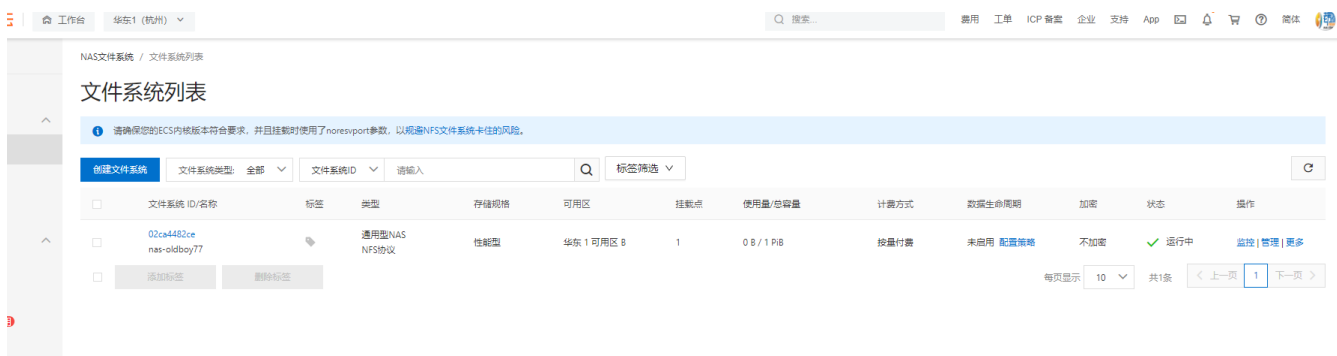 工作台 华东1（杭州） 搜索... 费用 工单 ICP 备案 企业 支持 App 简体
NAS文件系统 / 文件系统列表
文件系统列表
请确保您的ECS内核版本符合要求，并且挂载时使用了noresvport参数，以规避NFS文件系统卡住的风险。
创建文件系统 文件系统类型: 全部 文件系统ID 请输入 标签筛选
文件系统 ID/名称 标签 类型 存储规格 可用区 挂载点 使用量/总容量 计费方式 数据生命周期 加密 状态 操作
02ca4482ce 通用型NAS
nas-oldboy77 NFS协议 性能型 华东 1 可用区 B 1 0 B / 1 PiB 按量付费 未启用 配置策略 不加密 运行中 监控 | 管理 | 更多
添加标签 删除标签 每页显示 10 共1条 < 上一页 1 下一页 >